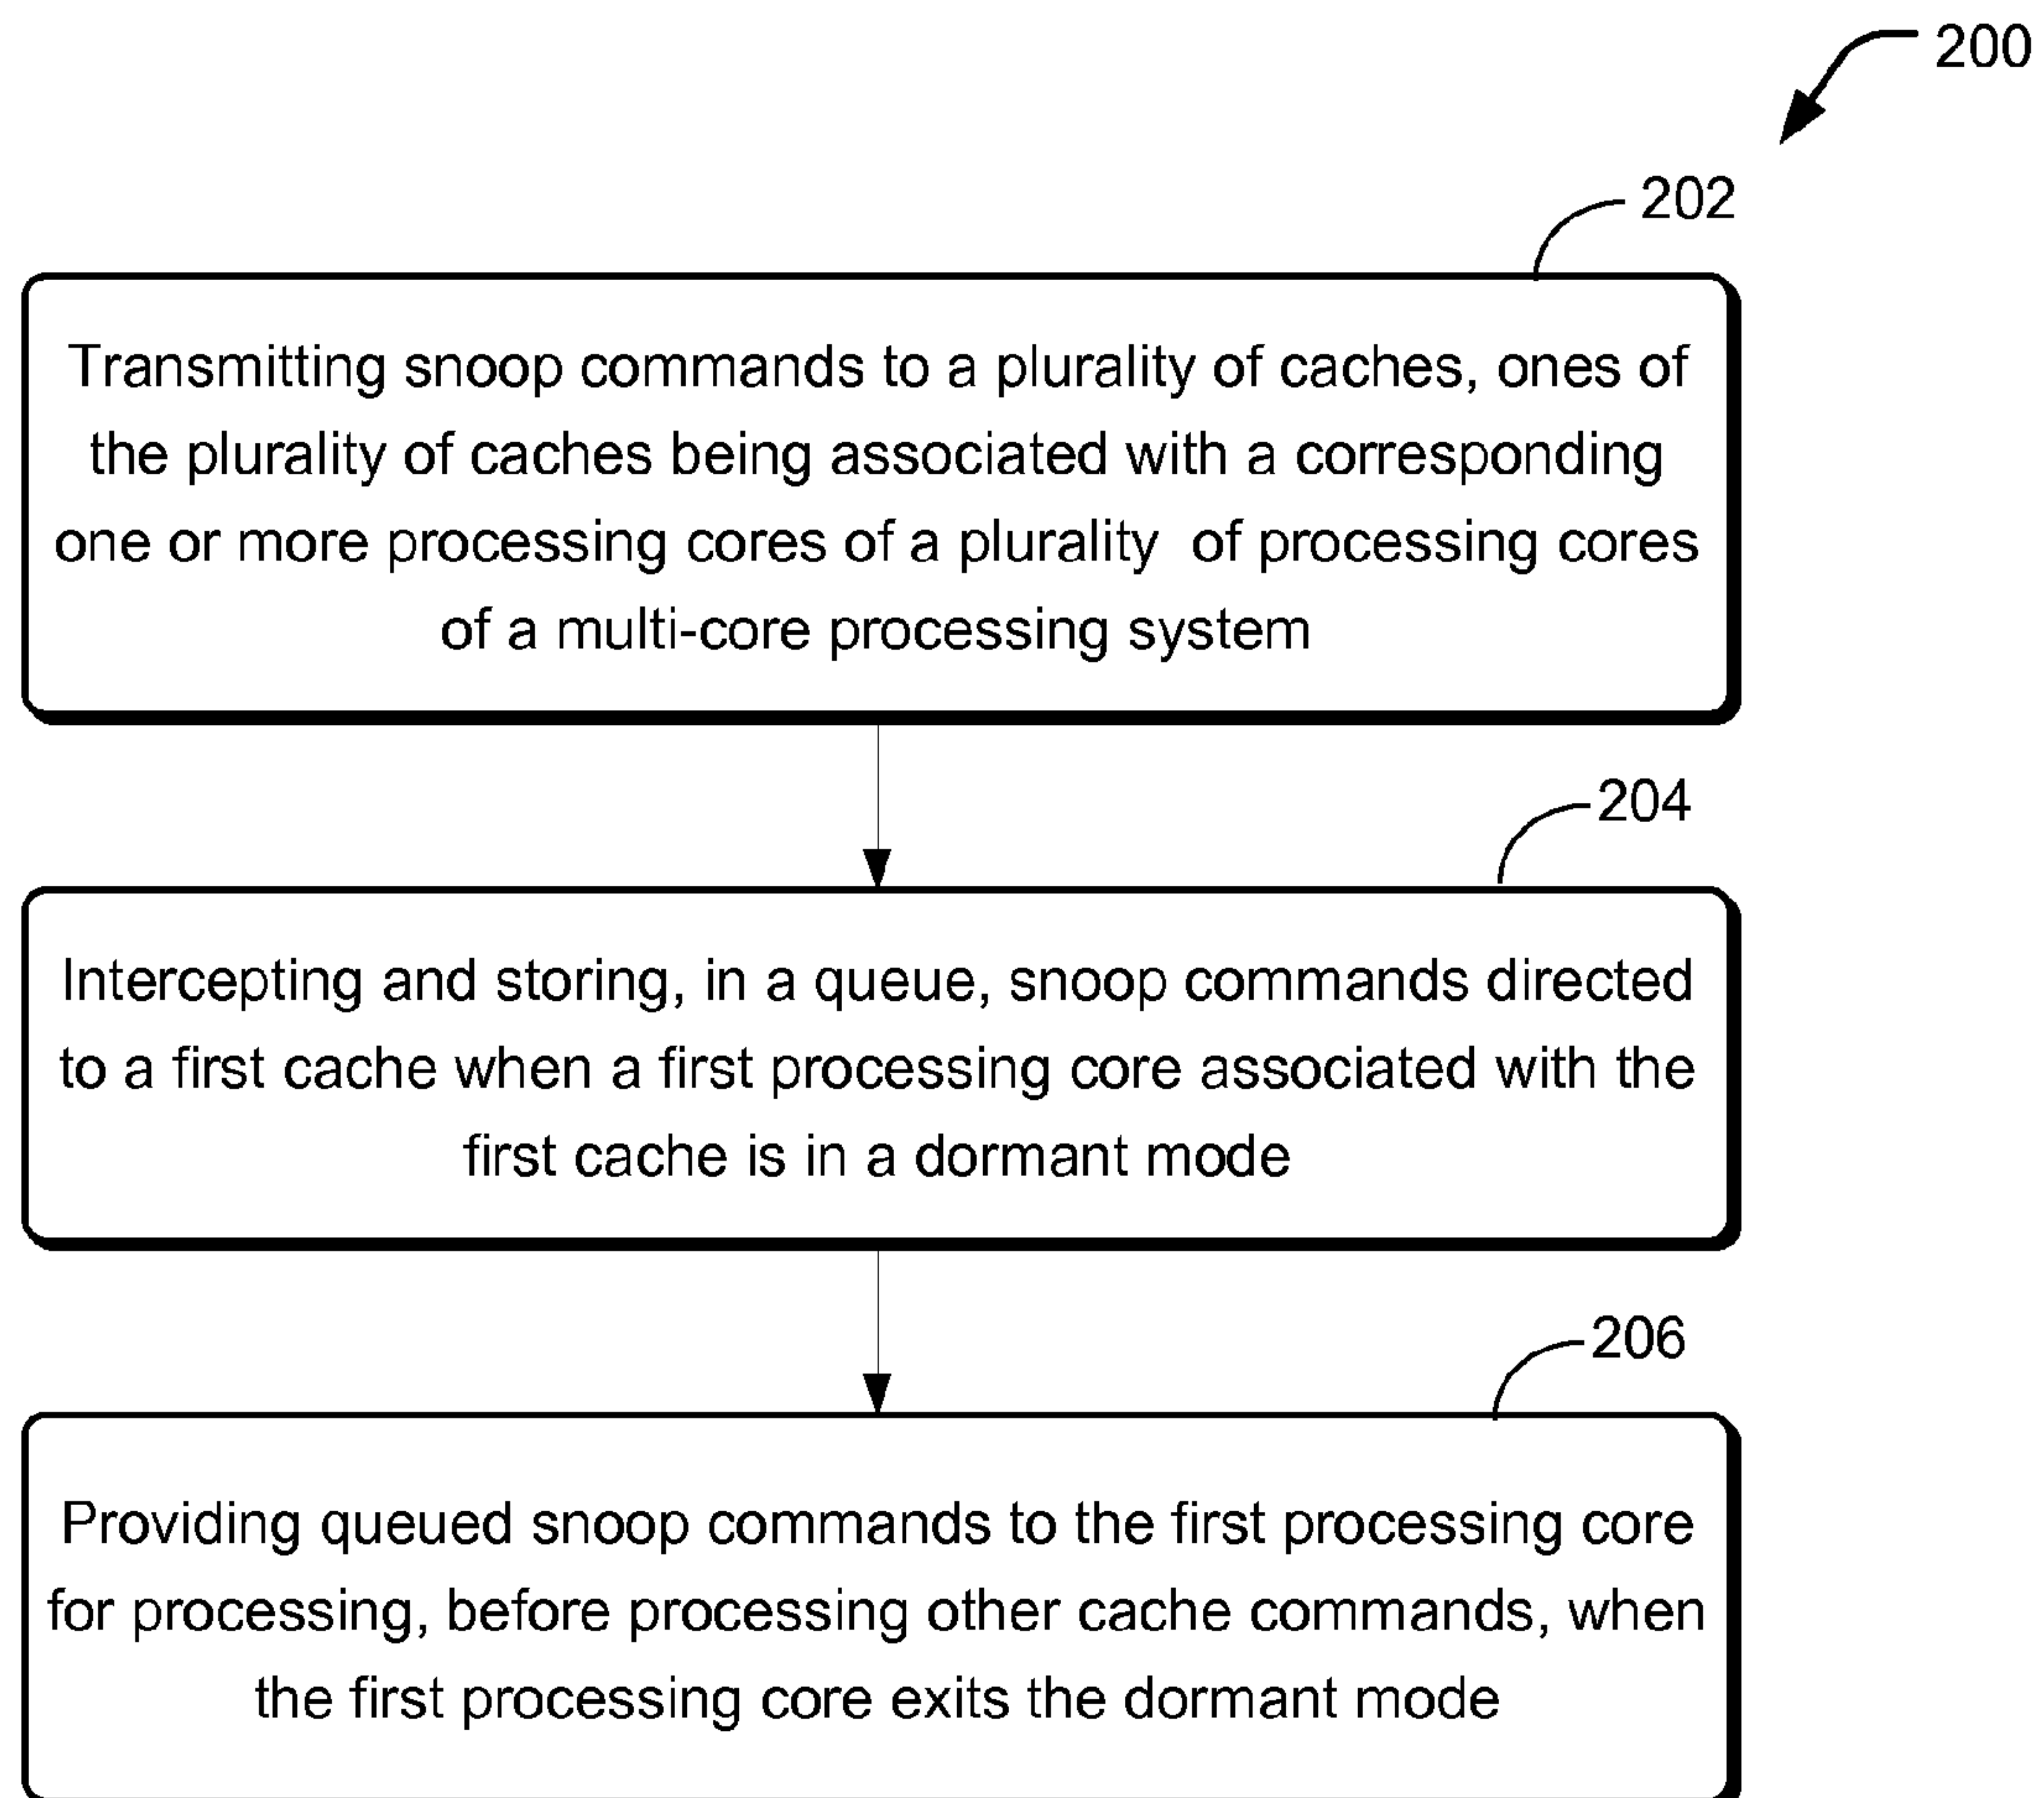 200
202
Transmitting snoop commands to a plurality of caches, ones of
the plurality of caches being associated with a corresponding
one or more processing cores of a plurality of processing cores
of a multi-core processing system
204
Intercepting and storing, in a queue, snoop commands directed
to a first cache when a first processing core associated with the
first cache is in a dormant mode
206
Providing queued snoop commands to the first processing core
for processing, before processing other cache commands, when
the first processing core exits the dormant mode